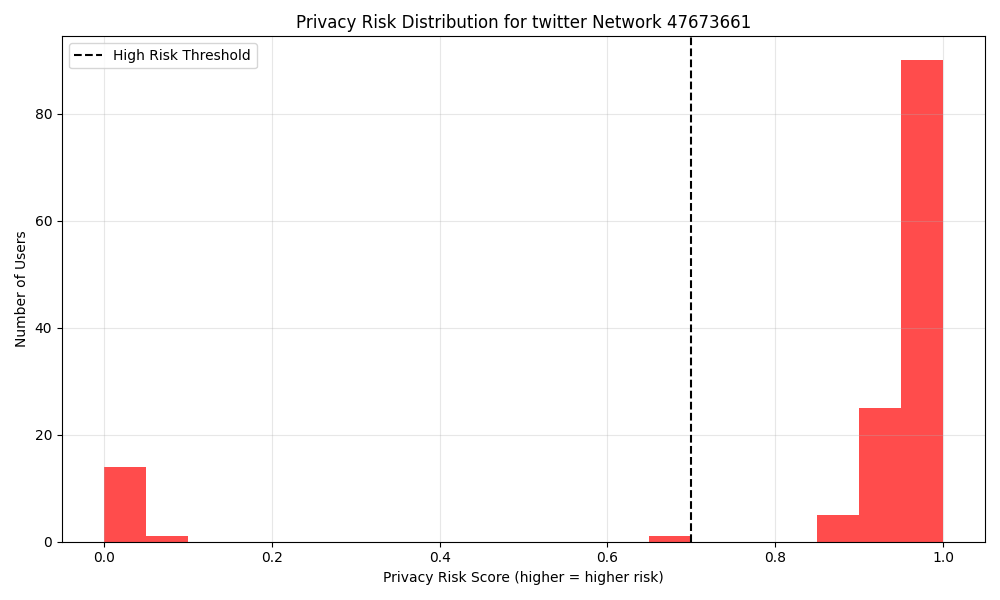 Privacy Risk Distribution for twitter Network 47673661
High Risk Threshold
80
60
40
20
0
0.0 0.2 0.4 0.6 0.8 1.0
Number of Users
Privacy Risk Score (higher = higher risk)